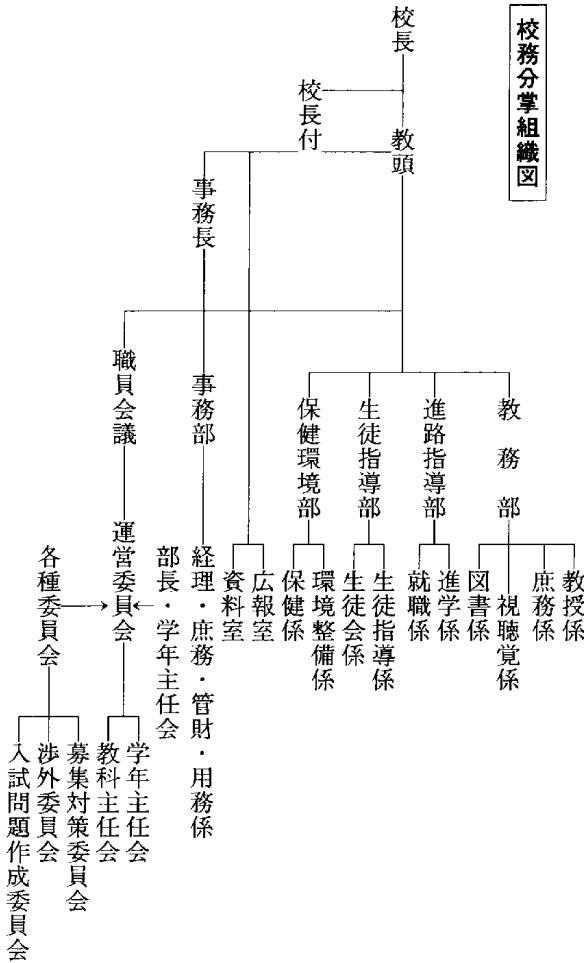 校務分掌組織図
校長
校長付
教頭
事務長
教務部
進路指導部
生徒指導部
保健環境部
事務部
職員会議
教授係
庶務係
視聴覚係
図書係
進学係
就職係
生徒指導係
生徒会係
環境整備係
保健係
広報室
資料室
経理・庶務・管財・用務係
部長・学年主任会
運営委員会
各種委員会
学年主任会
教科主任会
募集対策委員会
渉外委員会
入試問題作成委員会